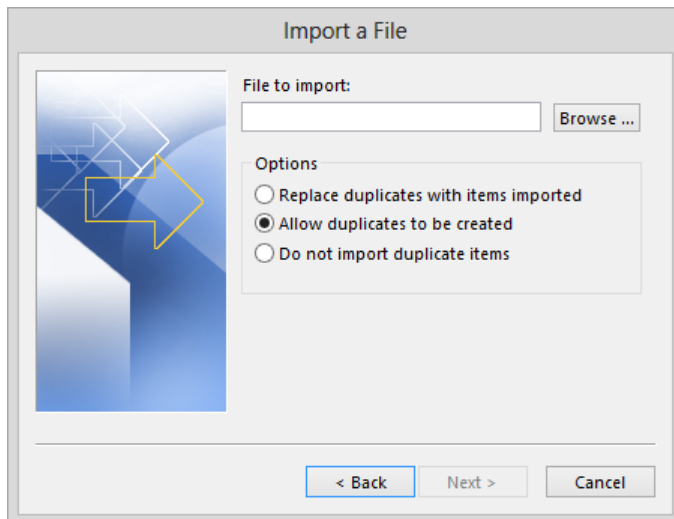 Import a File
File to import:
Browse ...
Options
Replace duplicates with items imported
Allow duplicates to be created
Do not import duplicate items
< Back
Next >
Cancel